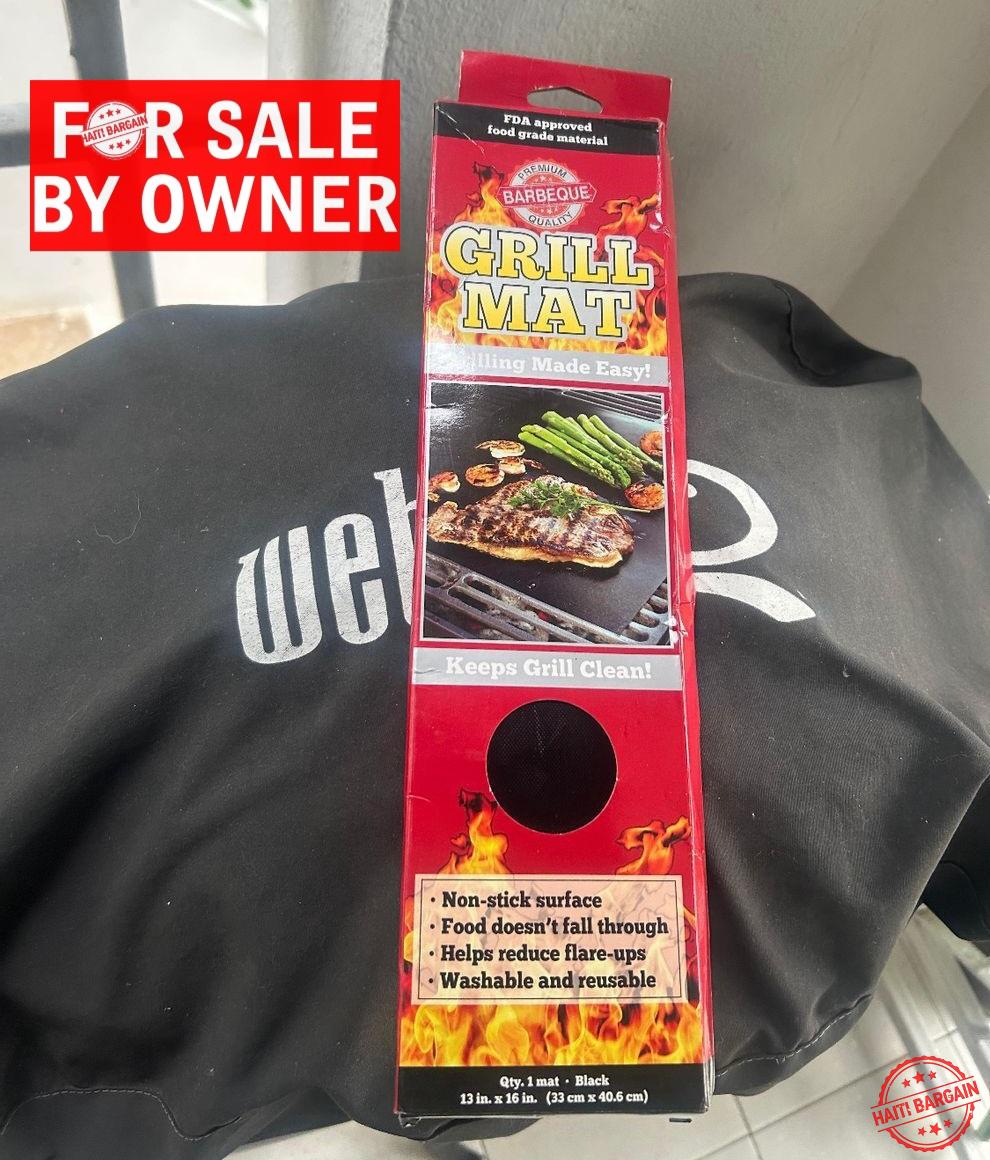 FOR SALE
HAITI BARGAIN
BY OWNER
FDA approved
food grade material
PREMIUM
BARBEQUE
QUALITY
GRILL
MAT
Made Easy!
Keeps Grill Clean!
· Non-stick surface
· Food doesn't fall through
· Helps reduce flare-ups
· Washable and reusable
Qty. 1 mat · Black
13 in. x 16 in. (33 cm x 40.6 cm)
HAITI BARGAIN